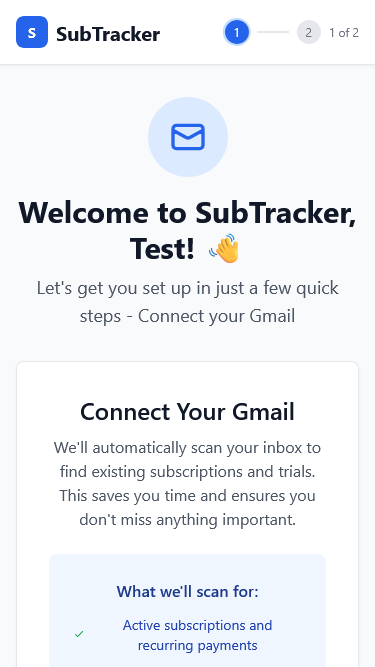 S SubTracker 1 2 1 of 2
Welcome to SubTracker,
Test! 👋
Let's get you set up in just a few quick
steps - Connect your Gmail
Connect Your Gmail
We'll automatically scan your inbox to
find existing subscriptions and trials.
This saves you time and ensures you
don't miss anything important.
What we'll scan for:
Active subscriptions and
recurring payments